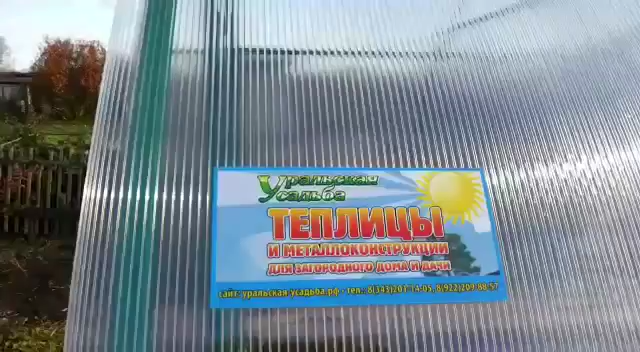 Уральская
Усадьба
ТЕПЛИЦЫ
И МЕТАЛЛОКОНСТРУКЦИИ
ДЛЯ ЗАГОРОДНОГО ДОМА И ДАЧИ
сайт: уральская-усадьба.рф - тел.: 8(343)201-14-05, 8(922)209-88-57